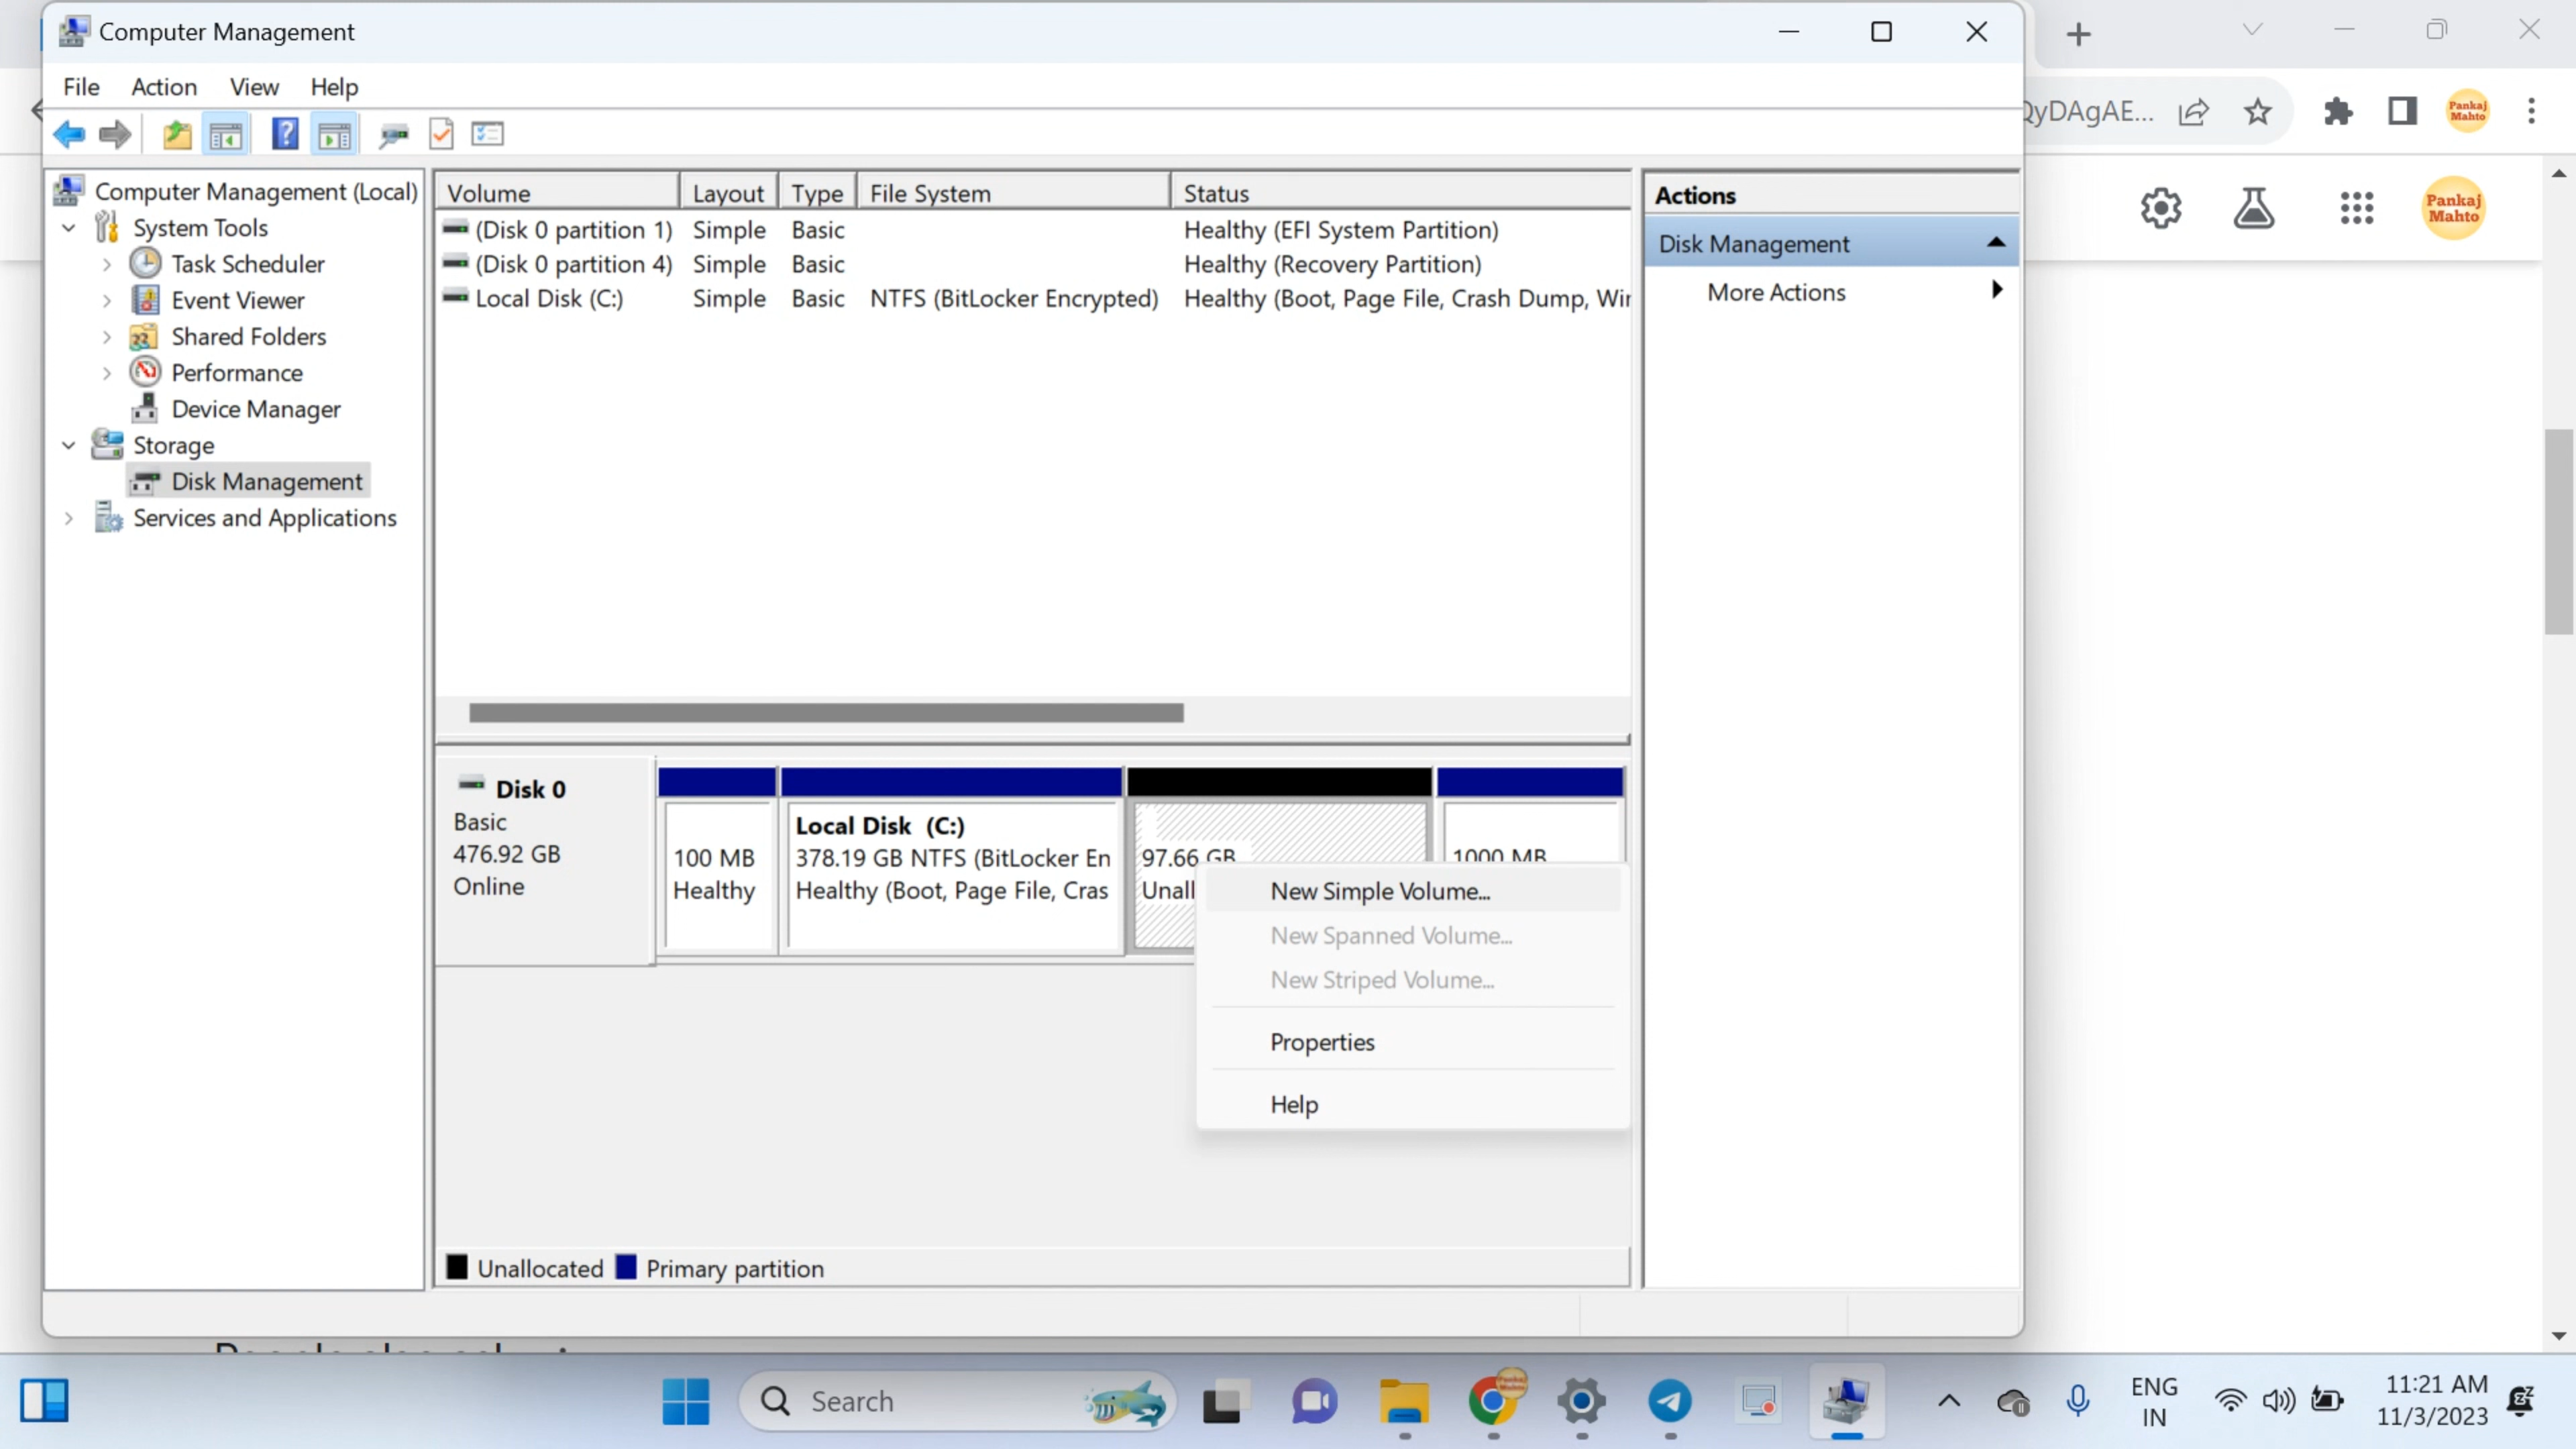 Computer Management
File Action View Help
Computer Management (Local)
System Tools
Task Scheduler
Event Viewer
Shared Folders
Performance
Device Manager
Storage
Disk Management
Services and Applications
Volume Layout Type File System Status
(Disk 0 partition 1) Simple Basic Healthy (EFI System Partition)
(Disk 0 partition 4) Simple Basic Healthy (Recovery Partition)
Local Disk (C:) Simple Basic NTFS (BitLocker Encrypted) Healthy (Boot, Page File, Crash Dump, Wir
Actions
Disk Management
More Actions
Disk 0
Basic
476.92 GB
Online
100 MB
Healthy
Local Disk (C:)
378.19 GB NTFS (BitLocker En
Healthy (Boot, Page File, Cras
97.66 GB
Unall
1000 MB
New Simple Volume...
New Spanned Volume...
New Striped Volume...
Properties
Help
Unallocated Primary partition
QyDAgAE...
Pankaj
Mahto
Pankaj
Mahto
Search
ENG
IN
11:21 AM
11/3/2023